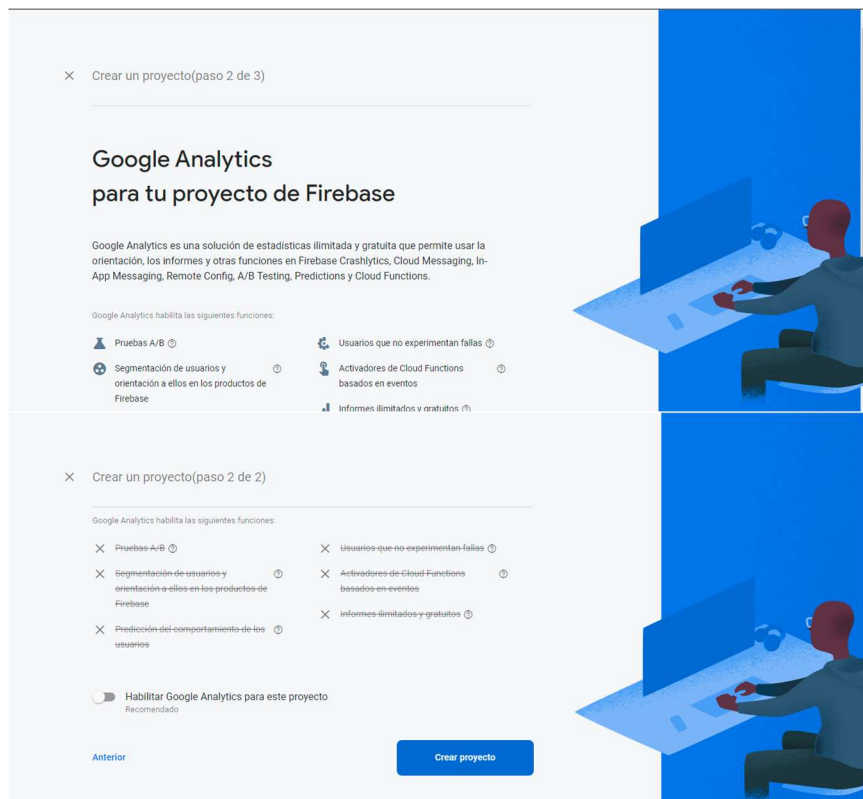 Crear un proyecto(paso 2 de 3)
Google Analytics
para tu proyecto de Firebase
Google Analytics es una solución de estadísticas ilimitada y gratuita que permite usar la
orientación, los informes y otras funciones en Firebase Crashlytics, Cloud Messaging, In-
App Messaging, Remote Config, A/B Testing, Predictions y Cloud Functions.
Google Analytics habilita las siguientes funciones:
Pruebas A/B
Segmentación de usuarios y
orientación a ellos en los productos de
Firebase
Usuarios que no experimentan fallas
Activadores de Cloud Functions
basados en eventos
Informes ilimitados y gratuitos
Crear un proyecto(paso 2 de 2)
Google Analytics habilita las siguientes funciones:
Pruebas A/B
Segmentación de usuarios y
orientación a ellos en los productos de
Firebase
Predicción del comportamiento de los
usuarios
Usuarios que no experimentan fallas
Activadores de Cloud Functions
basados en eventos
Informes ilimitados y gratuitos
Habilitar Google Analytics para este proyecto
Recomendado
Anterior
Crear proyecto